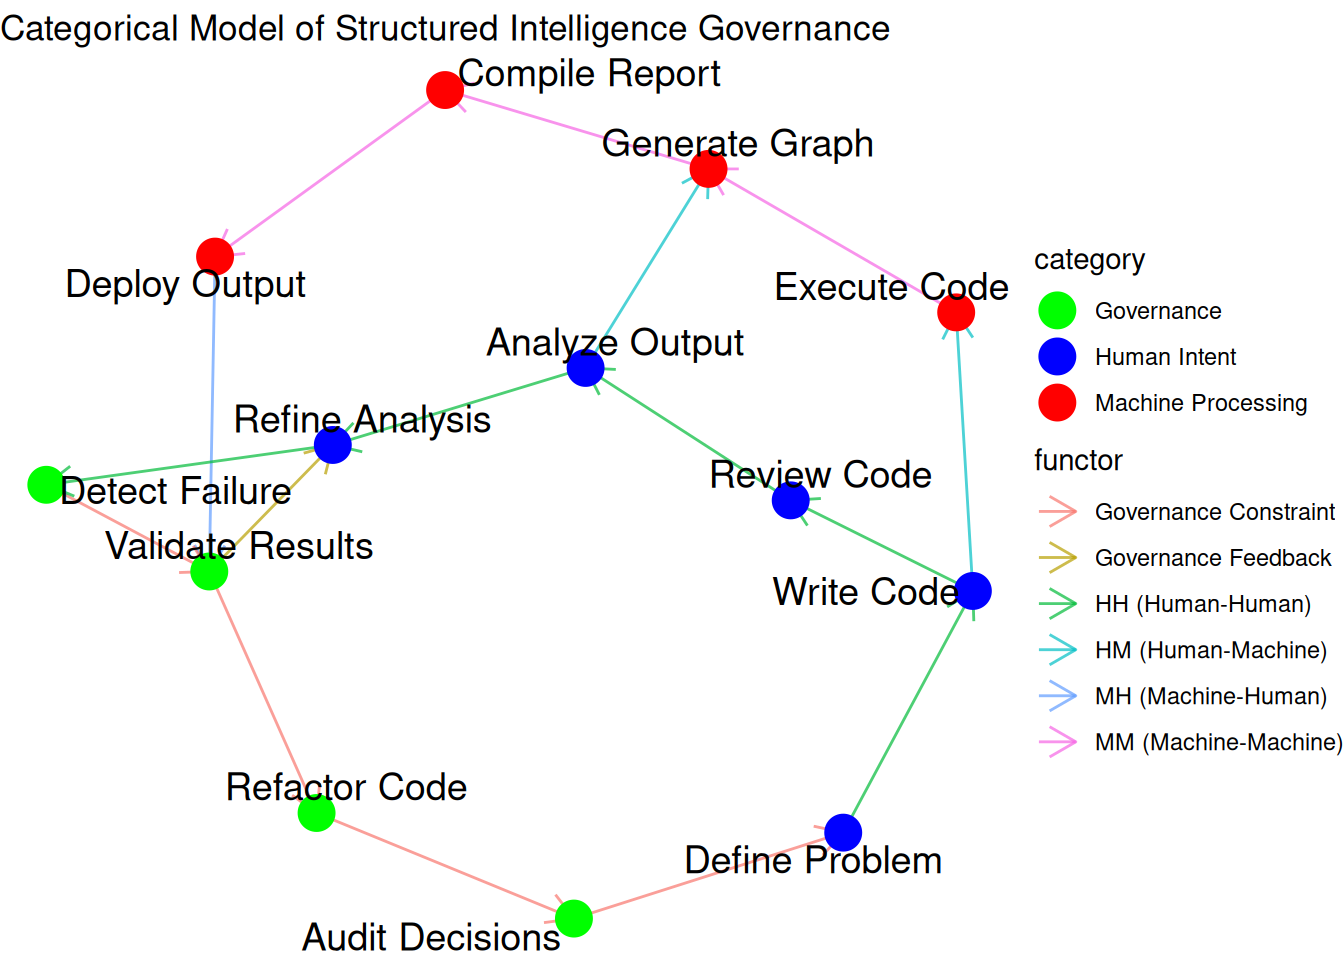 Categorical Model of Structured Intelligence Governance
Compile Report
Generate Graph
Deploy Output
Execute Code
Analyze Output
Refine Analysis
Review Code
Detect Failure
Validate Results
Write Code
Refactor Code
Define Problem
Audit Decisions
category
Governance
Human Intent
Machine Processing
functor
Governance Constraint
Governance Feedback
HH (Human-Human)
HM (Human-Machine)
MH (Machine-Human)
MM (Machine-Machine)